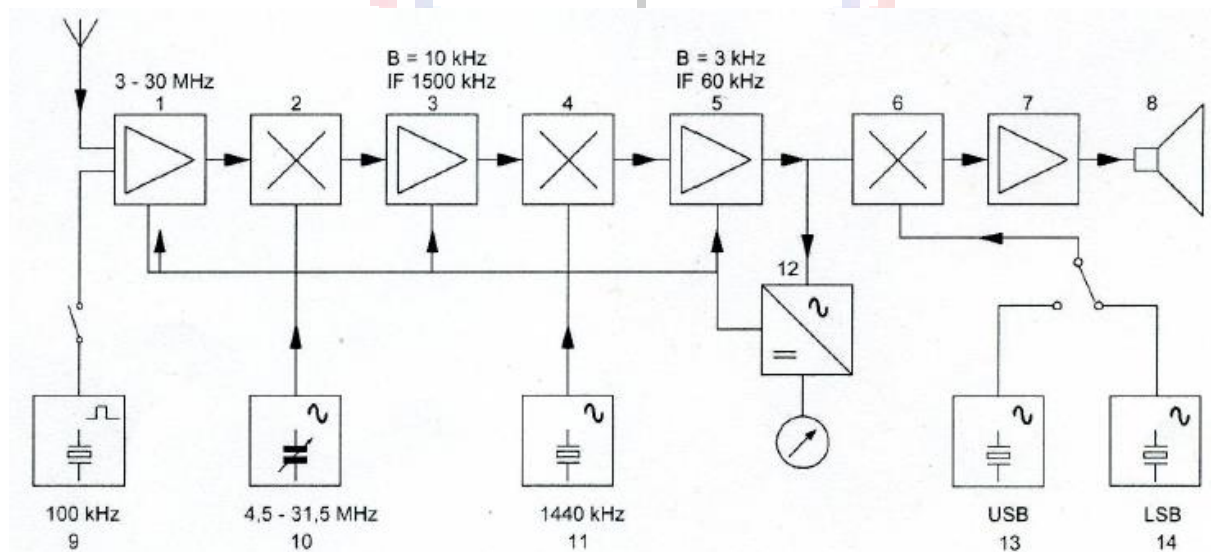 3 - 30 MHz
1
2
B = 10 kHz
IF 1500 kHz
3
4
B = 3 kHz
IF 60 kHz
5
6
7
8
12
100 kHz
9
4,5 - 31,5 MHz
10
1440 kHz
11
USB
13
LSB
14